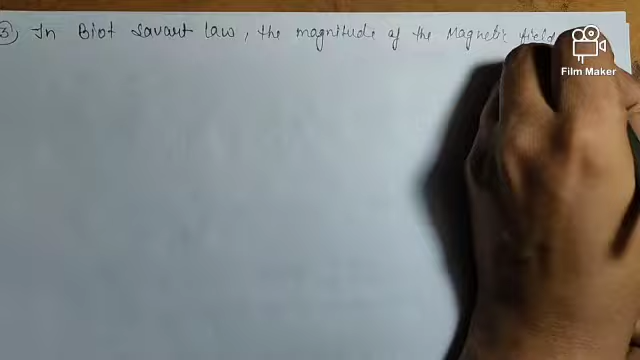 3) In Biot Savart law, the magnitude of the Magnetic field
Film Maker